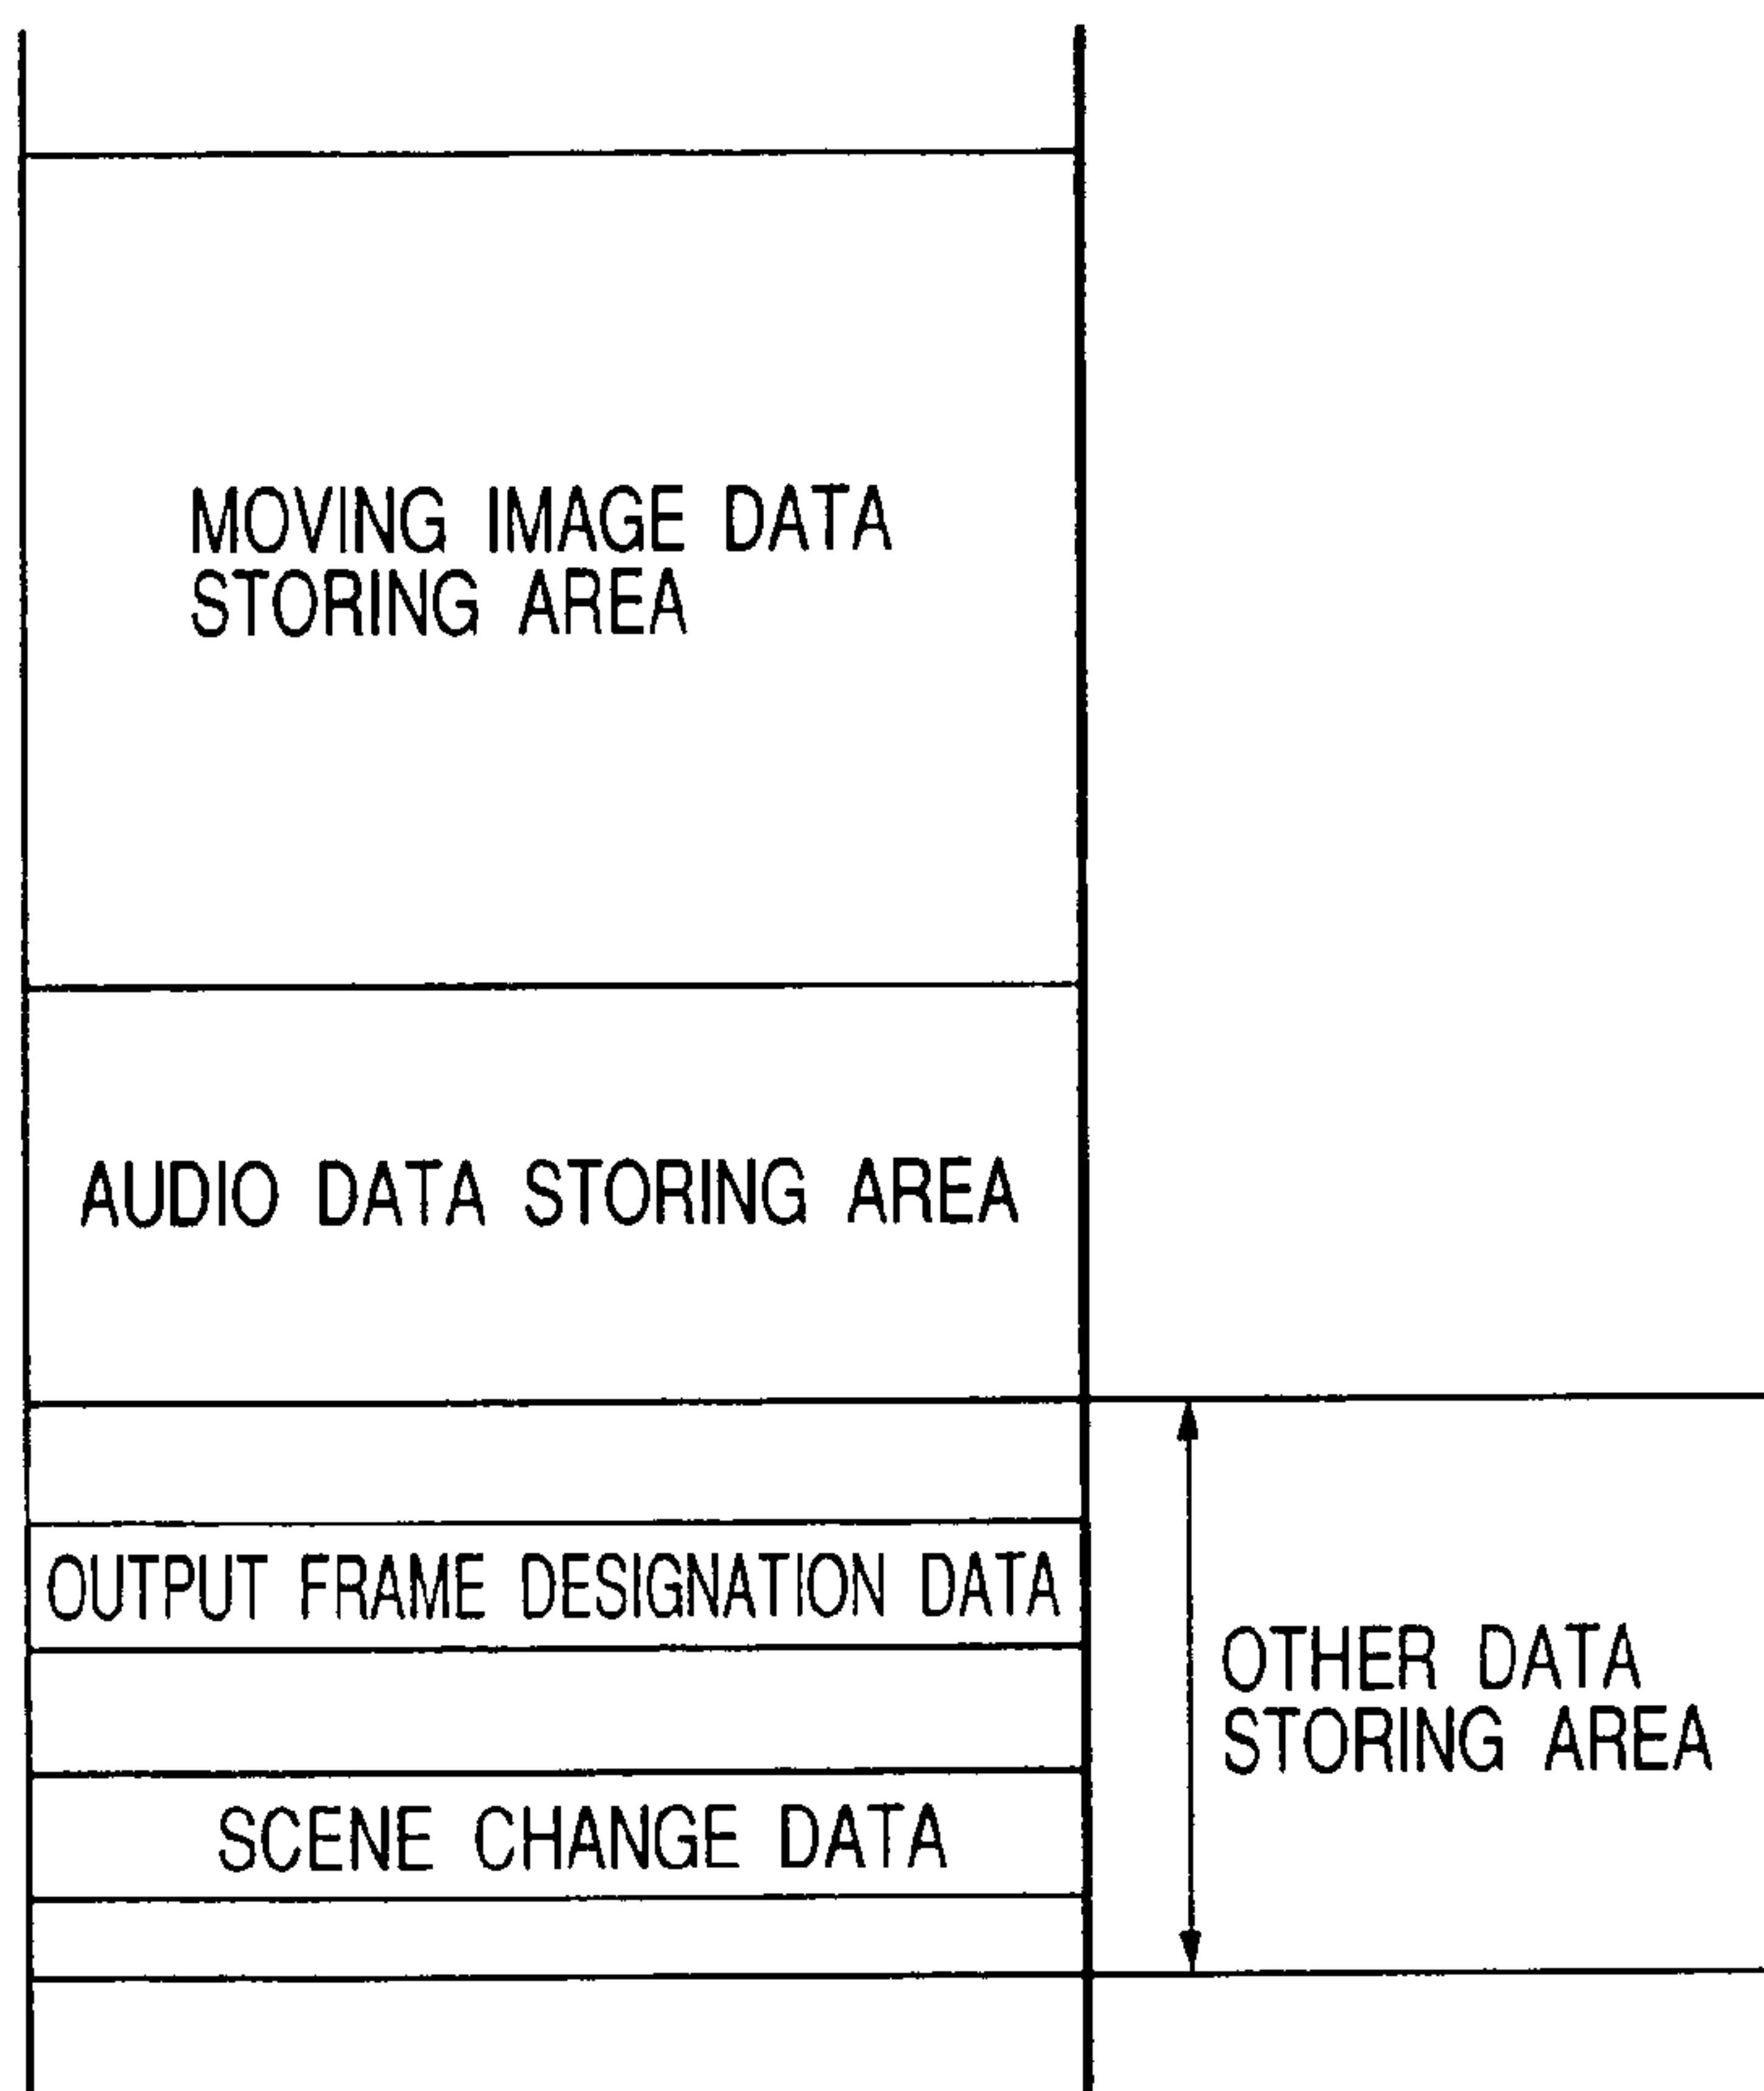 MOVING IMAGE DATA
STORING AREA
AUDIO DATA STORING AREA
OUTPUT FRAME DESIGNATION DATA
OTHER DATA
STORING AREA
SCENE CHANGE DATA